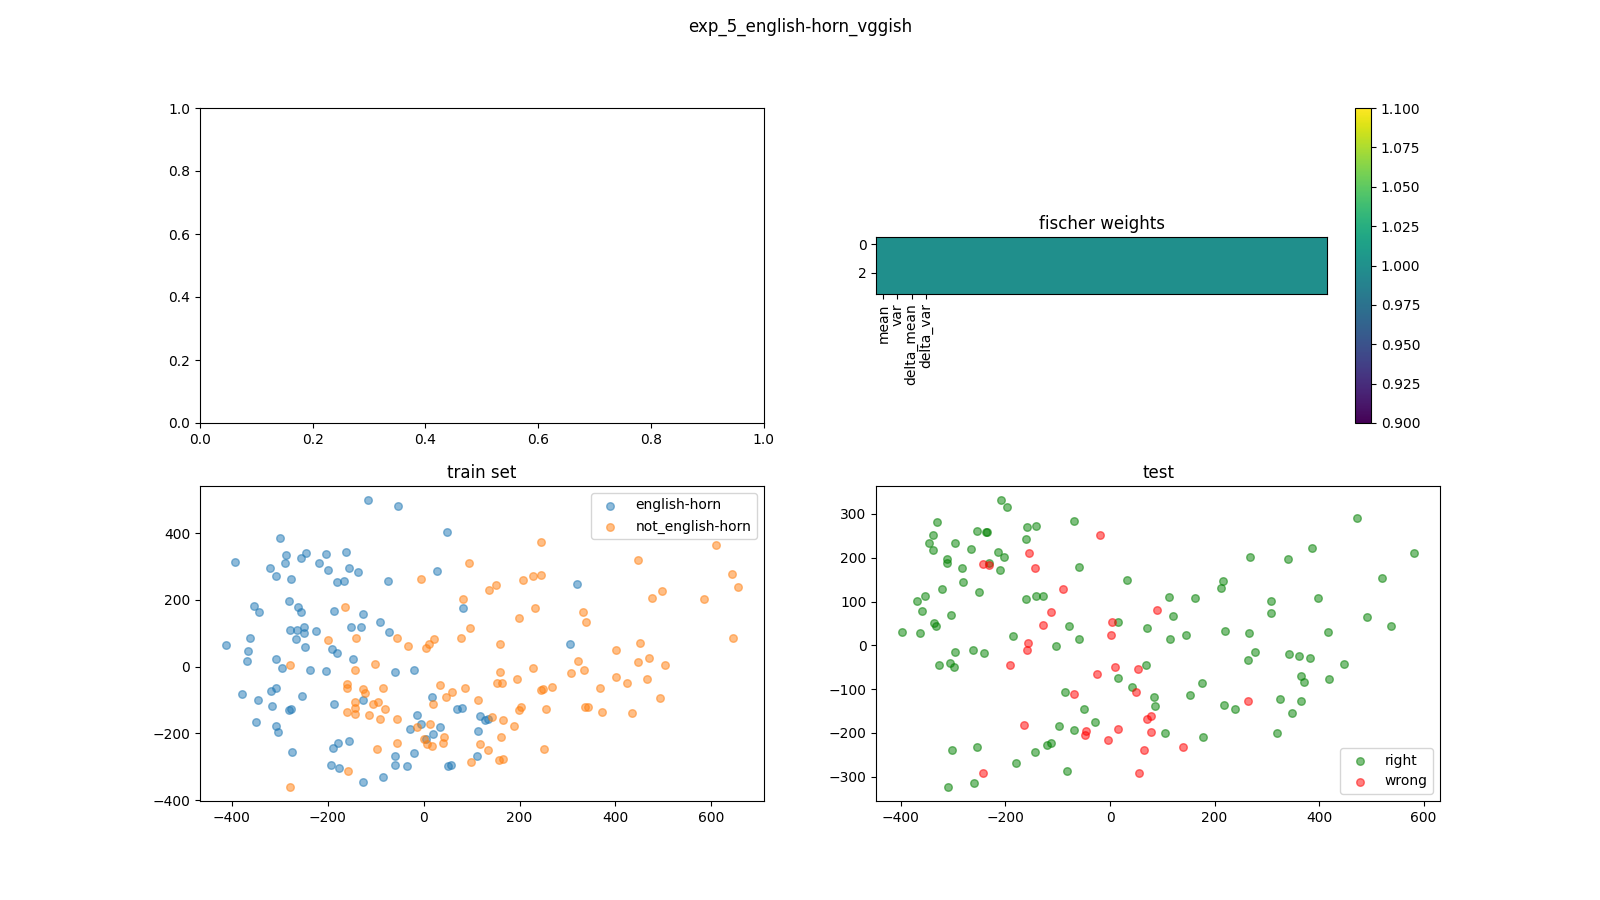 exp_5_english-horn_vggish
1.0
0.8
0.6
0.4
0.2
0.0
0.0 0.2 0.4 0.6 0.8 1.0
fischer weights
0
2
mean
var
delta_mean
delta_var
1.100
1.075
1.050
1.025
1.000
0.975
0.950
0.925
0.900
train set
english-horn
not_english-horn
400
200
0
−200
−400
−400 −200 0 200 400 600
test
300
200
100
0
−100
−200
−300
right
wrong
−400 −200 0 200 400 600